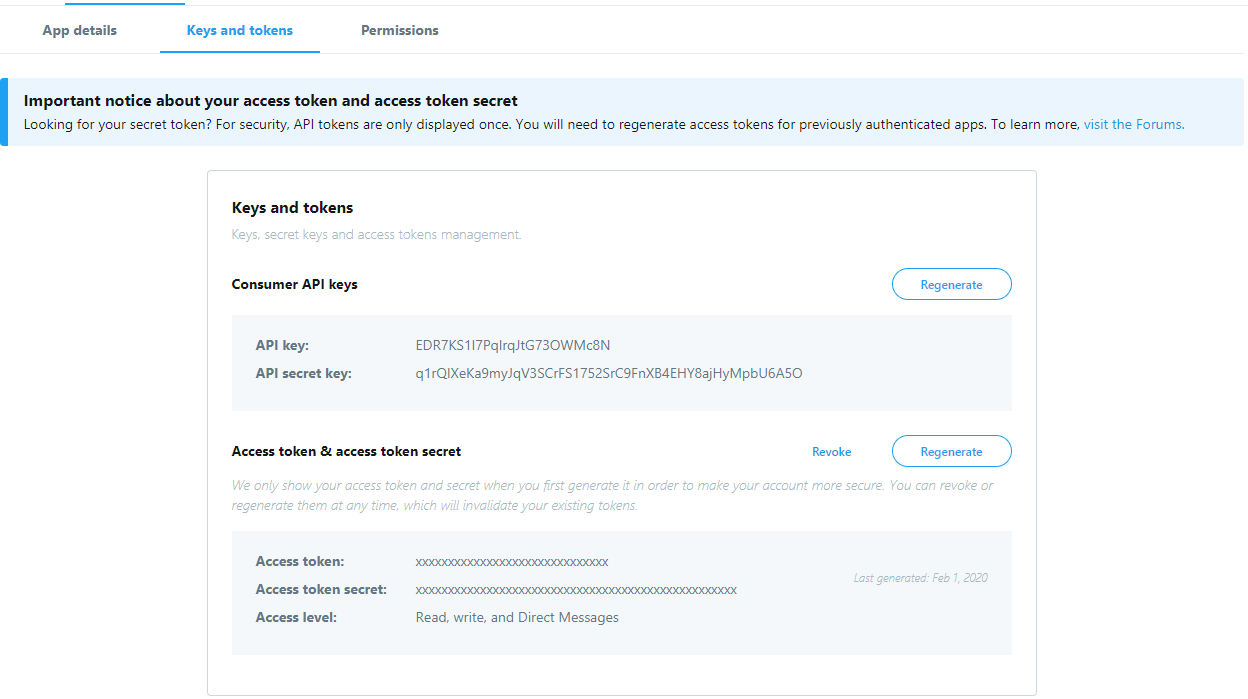 App details
Keys and tokens
Permissions
Important notice about your access token and access token secret
Looking for your secret token? For security, API tokens are only displayed once. You will need to regenerate access tokens for previously authenticated apps. To learn more, visit the Forums.
Keys and tokens
Keys, secret keys and access tokens management.
Consumer API keys
Regenerate
API key:
EDR7KS1I7PqIrqJtG73OWMc8N
API secret key:
q1rQIXeKa9myJqV3SCrFS1752SrC9FnXB4EHY8ajHyMpbU6A5O
Access token & access token secret
Revoke
Regenerate
We only show your access token and secret when you first generate it in order to make your account more secure. You can revoke or
regenerate them at any time, which will invalidate your existing tokens.
Access token:
xxxxxxxxxxxxxxxxxxxxxxxxxxxxxx
Last generated: Feb 1, 2020
Access token secret:
xxxxxxxxxxxxxxxxxxxxxxxxxxxxxxxxxxxxxxxxxxxxxxxxxx
Access level:
Read, write, and Direct Messages